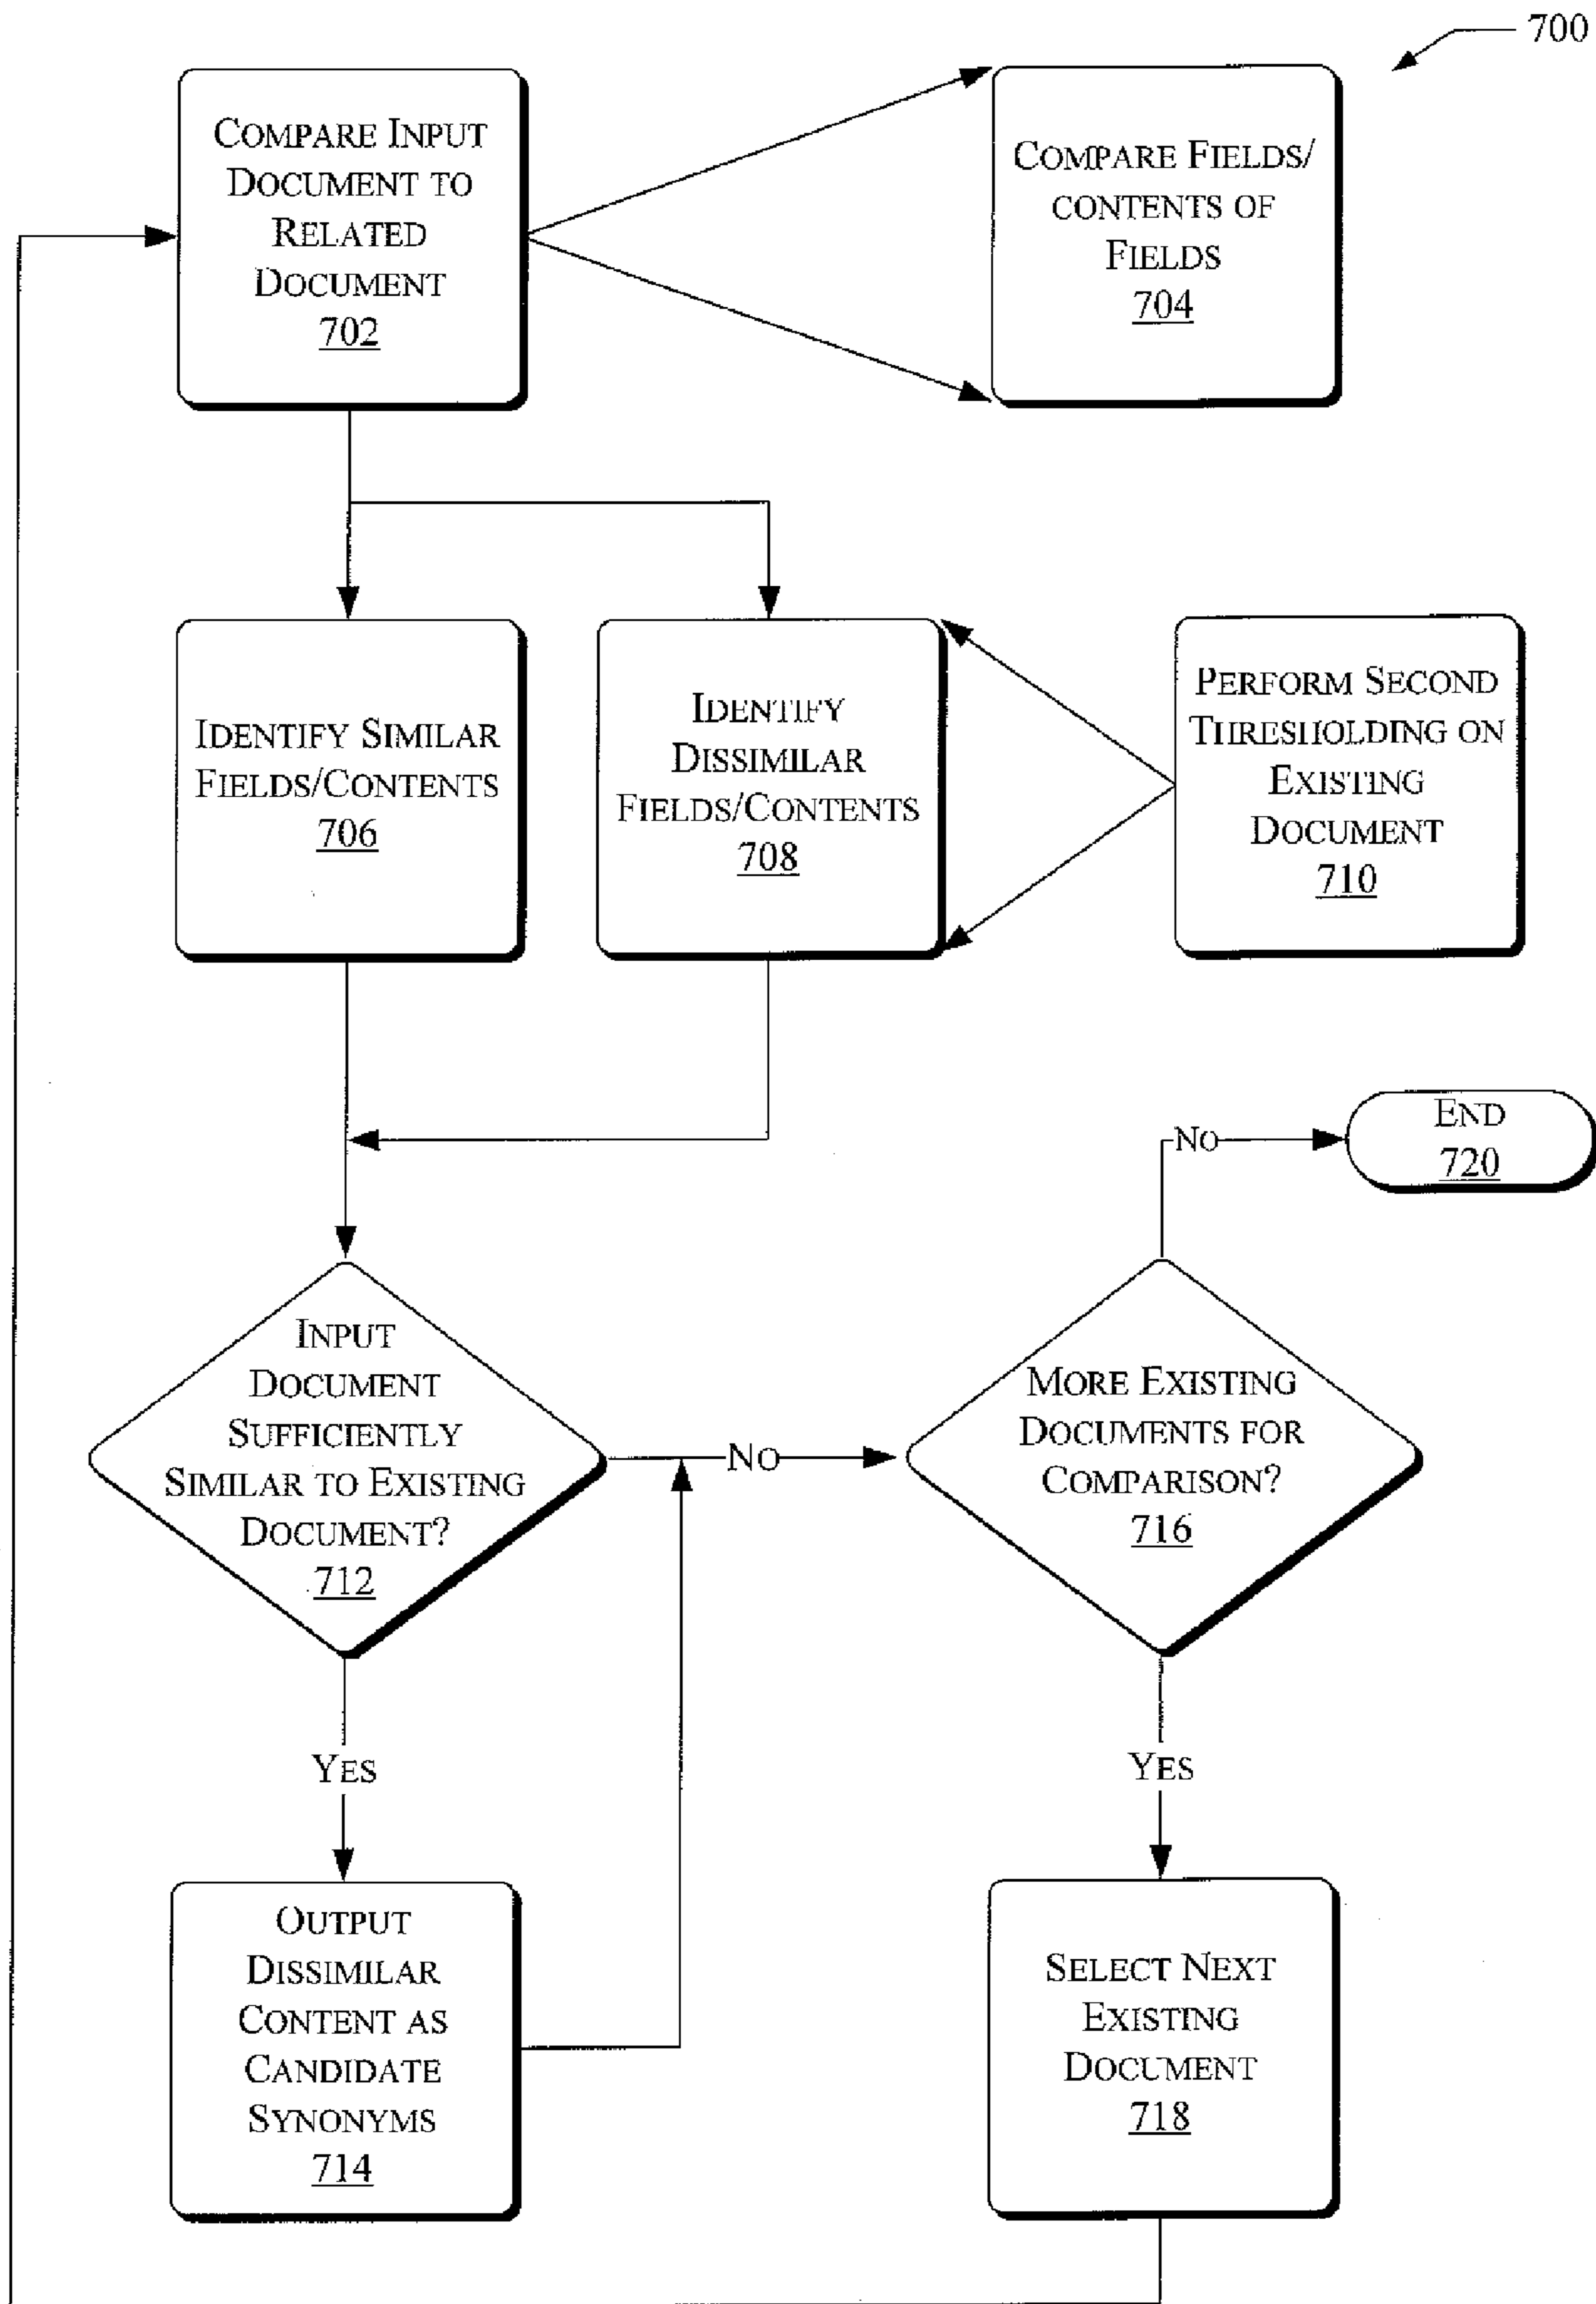 700
COMPARE INPUT
DOCUMENT TO
RELATED
DOCUMENT
702
COMPARE FIELDS/
CONTENTS OF
FIELDS
704
IDENTIFY SIMILAR
FIELDS/CONTENTS
706
IDENTIFY
DISSIMILAR
FIELDS/CONTENTS
708
PERFORM SECOND
THRESHOLDING ON
EXISTING
DOCUMENT
710
NO
END
720
INPUT
DOCUMENT
SUFFICIENTLY
SIMILAR TO EXISTING
DOCUMENT?
712
NO
MORE EXISTING
DOCUMENTS FOR
COMPARISON?
716
YES
YES
OUTPUT
DISSIMILAR
CONTENT AS
CANDIDATE
SYNONYMS
714
SELECT NEXT
EXISTING
DOCUMENT
718